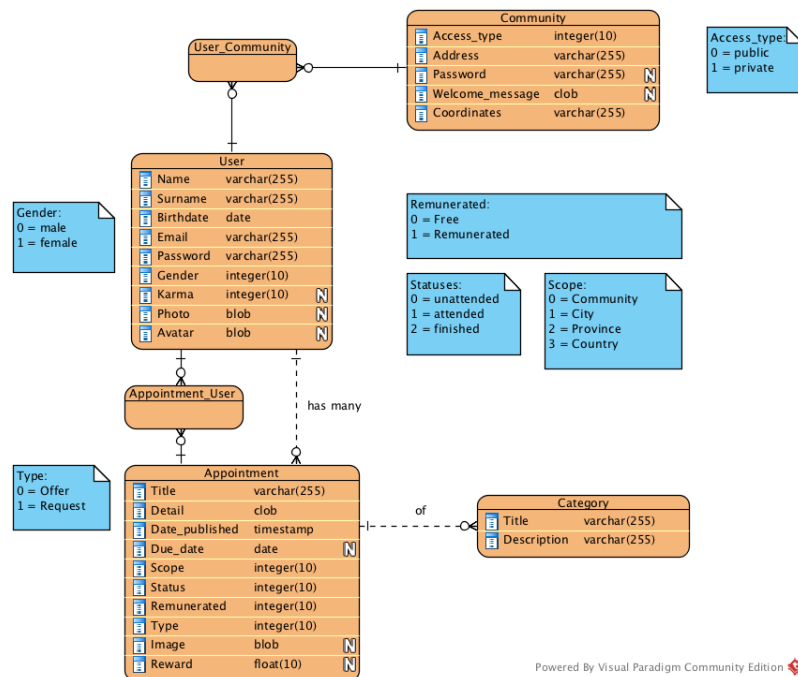 Community
Access_type integer(10)
Address varchar(255)
Password varchar(255) N
Welcome_message clob N
Coordinates varchar(255)
Access_type:
0 = public
1 = private
User_Community
User
Name varchar(255)
Surname varchar(255)
Birthdate date
Email varchar(255)
Password varchar(255)
Gender integer(10)
Karma integer(10) N
Photo blob N
Avatar blob N
Gender:
0 = male
1 = female
Remunerated:
0 = Free
1 = Remunerated
Statuses:
0 = unattended
1 = attended
2 = finished
Scope:
0 = Community
1 = City
2 = Province
3 = Country
Appointment_User
has many
Type:
0 = Offer
1 = Request
Appointment
Title varchar(255)
Detail clob
Date_published timestamp
Due_date date N
Scope integer(10)
Status integer(10)
Remunerated integer(10)
Type integer(10)
Image blob N
Reward float(10) N
of
Category
Title varchar(255)
Description varchar(255)
Powered By Visual Paradigm Community Edition